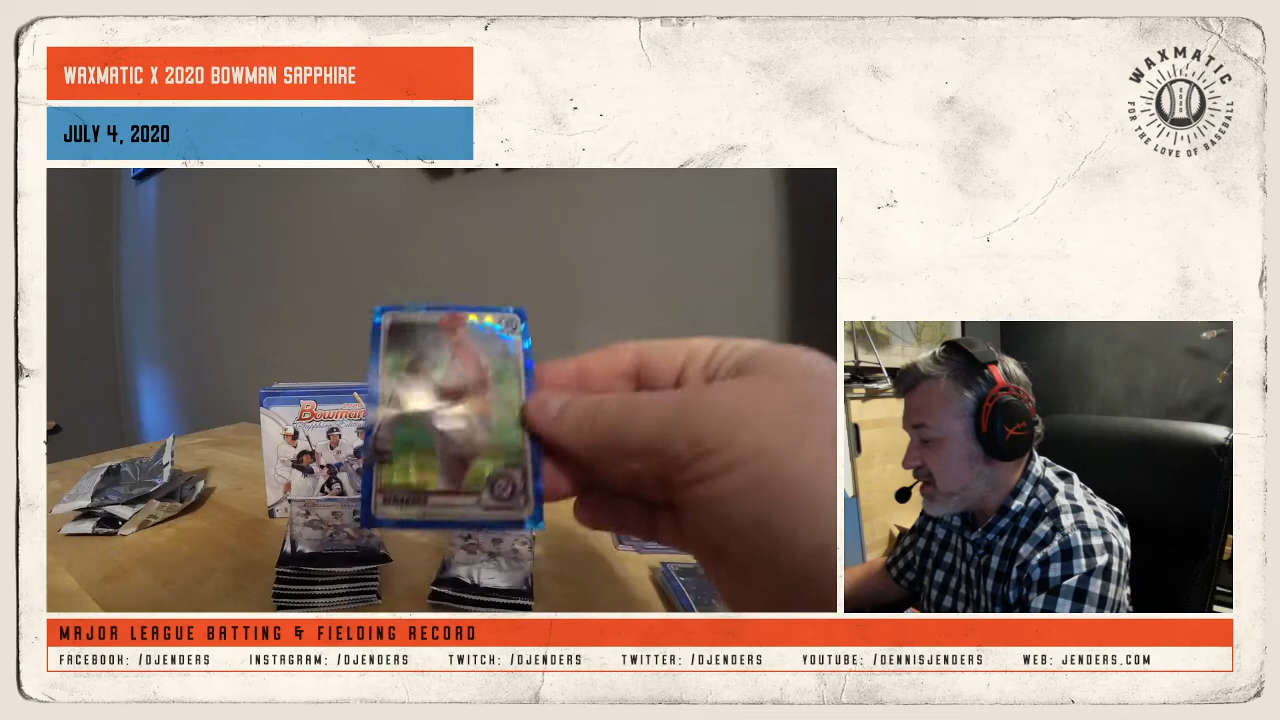 WAXMATIC X 2020 BOWMAN SAPPHIRE
JULY 4, 2020
WAXMATIC
2020
FOR THE LOVE OF BASEBALL
Bowman
MAJOR LEAGUE BATTING & FIELDING RECORD
FACEBOOK: /DJENDERS INSTAGRAM: /DJENDERS TWITCH: /DJENDERS TWITTER: /DJENDERS YOUTUBE: /DENNISJENDERS WEB: JENDERS.COM